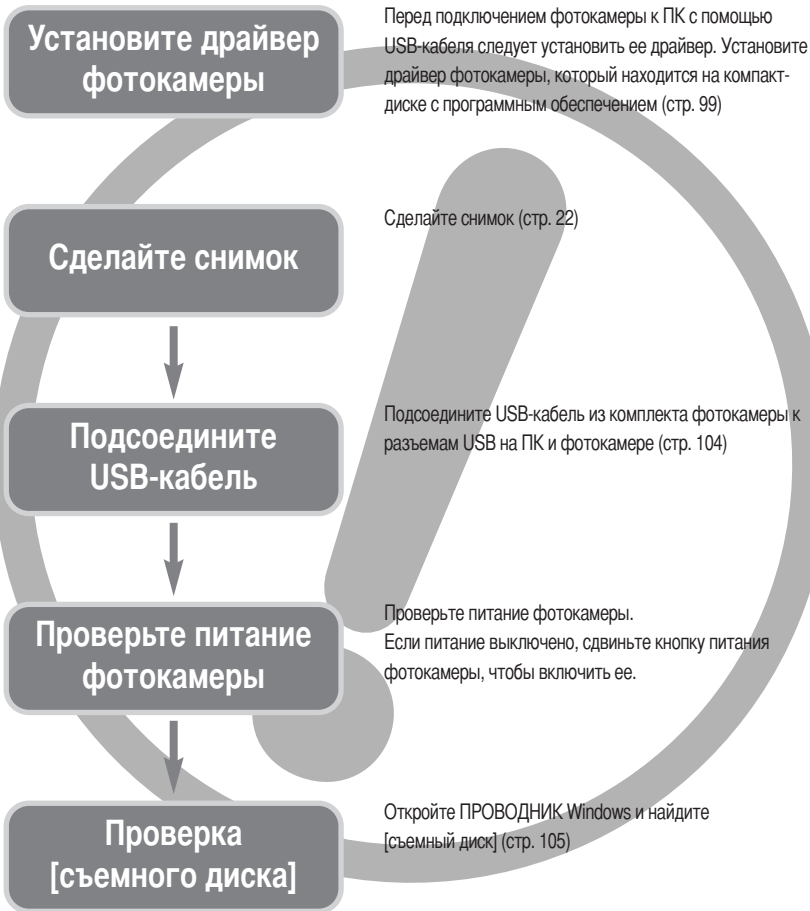 Установите драйвер
фотокамеры
Перед подключением фотокамеры к ПК с помощью
USB-кабеля следует установить ее драйвер. Установите
драйвер фотокамеры, который находится на компакт-
диске с программным обеспечением (стр. 99)
Сделайте снимок
Сделайте снимок (стр. 22)
Подсоедините
USB-кабель
Подсоедините USB-кабель из комплекта фотокамеры к
разъемам USB на ПК и фотокамере (стр. 104)
Проверьте питание
фотокамеры
Проверьте питание фотокамеры.
Если питание выключено, сдвиньте кнопку питания
фотокамеры, чтобы включить ее.
Проверка
[съемного диска]
Откройте ПРОВОДНИК Windows и найдите
[съемный диск] (стр. 105)